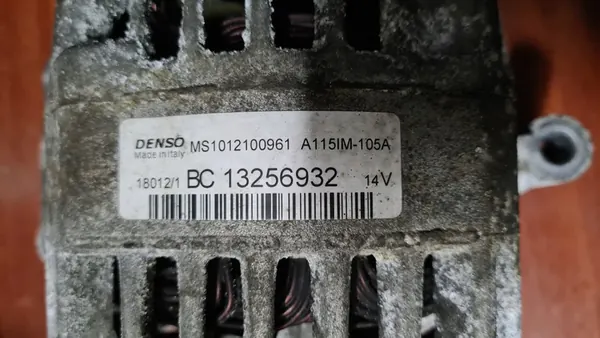 DENSO MS1012100961 A115IM-105A
Made in Italy
18012/1 BC 13256932 14V